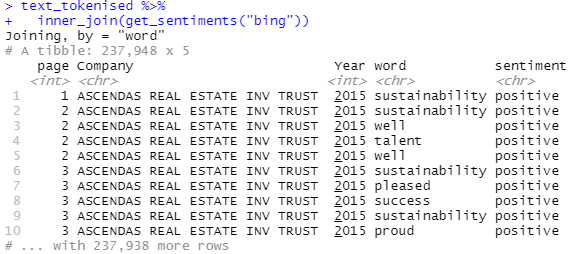 > text_tokenised %>%
+   inner_join(get_sentiments("bing"))
Joining, by = "word"
# A tibble: 237,948 x 5
    page Company                         Year word           sentiment
   <int> <chr>                          <int> <chr>          <chr>
 1     1 ASCENDAS REAL ESTATE INV TRUST  2015 sustainability positive
 2     2 ASCENDAS REAL ESTATE INV TRUST  2015 sustainability positive
 3     2 ASCENDAS REAL ESTATE INV TRUST  2015 well           positive
 4     2 ASCENDAS REAL ESTATE INV TRUST  2015 talent         positive
 5     2 ASCENDAS REAL ESTATE INV TRUST  2015 well           positive
 6     3 ASCENDAS REAL ESTATE INV TRUST  2015 sustainability positive
 7     3 ASCENDAS REAL ESTATE INV TRUST  2015 pleased        positive
 8     3 ASCENDAS REAL ESTATE INV TRUST  2015 success        positive
 9     3 ASCENDAS REAL ESTATE INV TRUST  2015 sustainability positive
10     3 ASCENDAS REAL ESTATE INV TRUST  2015 proud          positive
# ... with 237,938 more rows